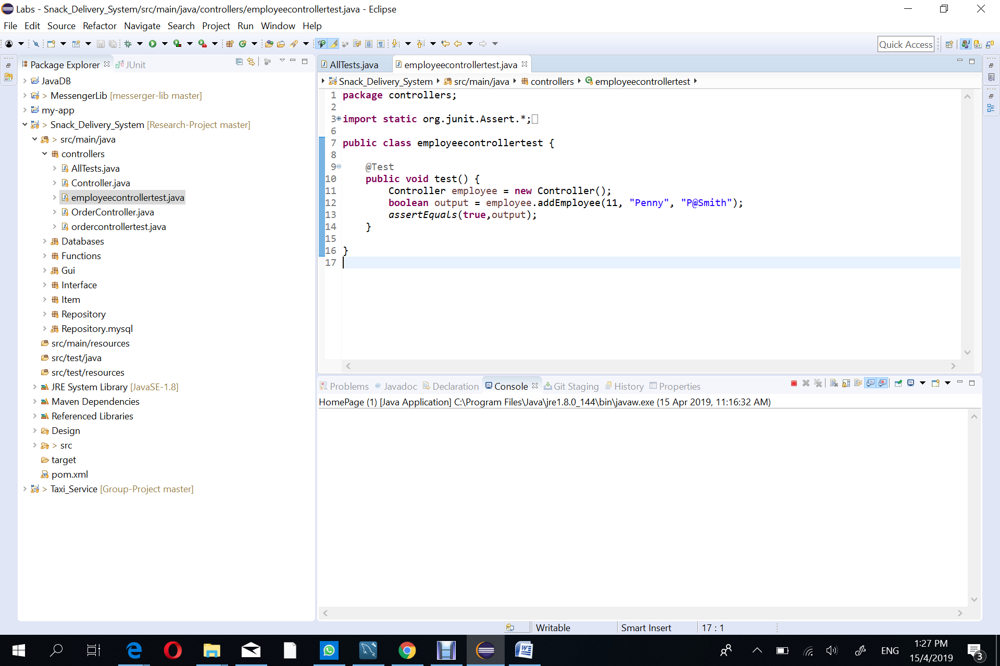 Labs - Snack_Delivery_System/src/main/java/controllers/employeecontrollertest.java - Eclipse
File Edit Source Refactor Navigate Search Project Run Window Help
Quick Access
Package Explorer JUnit
JavaDB
> MessengerLib [messerger-lib master]
my-app
> Snack_Delivery_System [Research-Project master]
> src/main/java
controllers
AllTests.java
Controller.java
employeecontrollertest.java
OrderController.java
ordercontrollertest.java
Databases
Functions
Gui
Interface
Item
Repository
Repository.mysql
src/main/resources
src/test/java
src/test/resources
JRE System Library [JavaSE-1.8]
Maven Dependencies
Referenced Libraries
Design
> src
target
pom.xml
> Taxi_Service [Group-Project master]
AllTests.java employeecontrollertest.java
Snack_Delivery_System src/main/java controllers employeecontrollertest
1 package controllers;
2
3 import static org.junit.Assert.*;
6
7 public class employeecontrollertest {
8
9 @Test
10 public void test() {
11 Controller employee = new Controller();
12 boolean output = employee.addEmployee(11, "Penny", "P@Smith");
13 assertEquals(true,output);
14 }
15
16 }
17
Problems Javadoc Declaration Console Git Staging History Properties
HomePage (1) [Java Application] C:\Program Files\Java\jre1.8.0_144\bin\javaw.exe (15 Apr 2019, 11:16:32 AM)
Writable Smart Insert 17 : 1
ENG
1:27 PM
15/4/2019
3